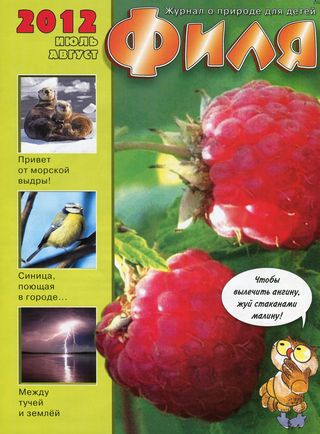 2012
ИЮЛЬ
АВГУСТ
Журнал о природе для детей
Филя
Привет
от морской
выдры!
Синица,
поющая
в городе...
Между
тучей
и землёй
Чтобы
вылечить ангину,
жуй стаканами
малину!